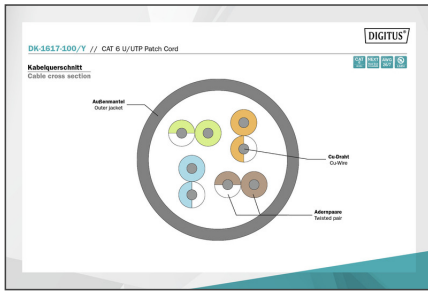 DIGITUS®
DK-1617-100/Y // CAT 6 U/UTP Patch Cord
Kabelquerschnitt
Cable cross section
Außenmantel
Outer jacket
Cu-Draht
Cu-Wire
Adernpaare
Twisted pair